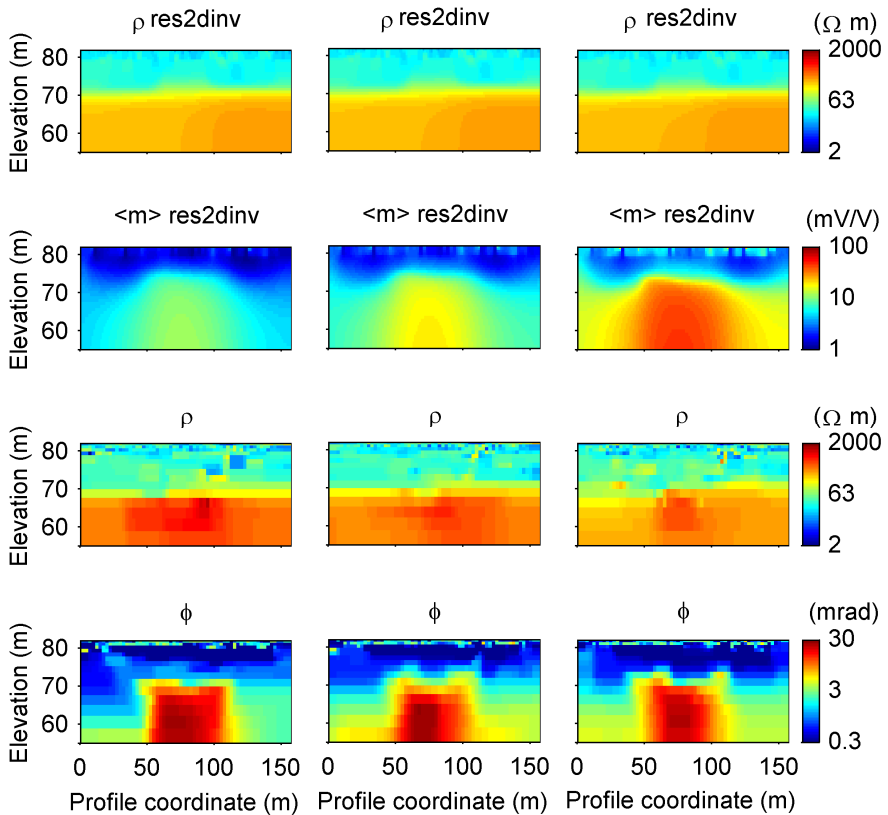 ρ res2dinv ρ res2dinv ρ res2dinv (Ω m)
Elevation (m) 80 70 60 2000 63 2
<m> res2dinv <m> res2dinv <m> res2dinv (mV/V)
Elevation (m) 80 70 60 100 10 1
ρ ρ ρ (Ω m)
Elevation (m) 80 70 60 2000 63 2
ϕ ϕ ϕ (mrad)
Elevation (m) 80 70 60 30 3 0.3
0 50 100 150 0 50 100 150 0 50 100 150
Profile coordinate (m) Profile coordinate (m) Profile coordinate (m)